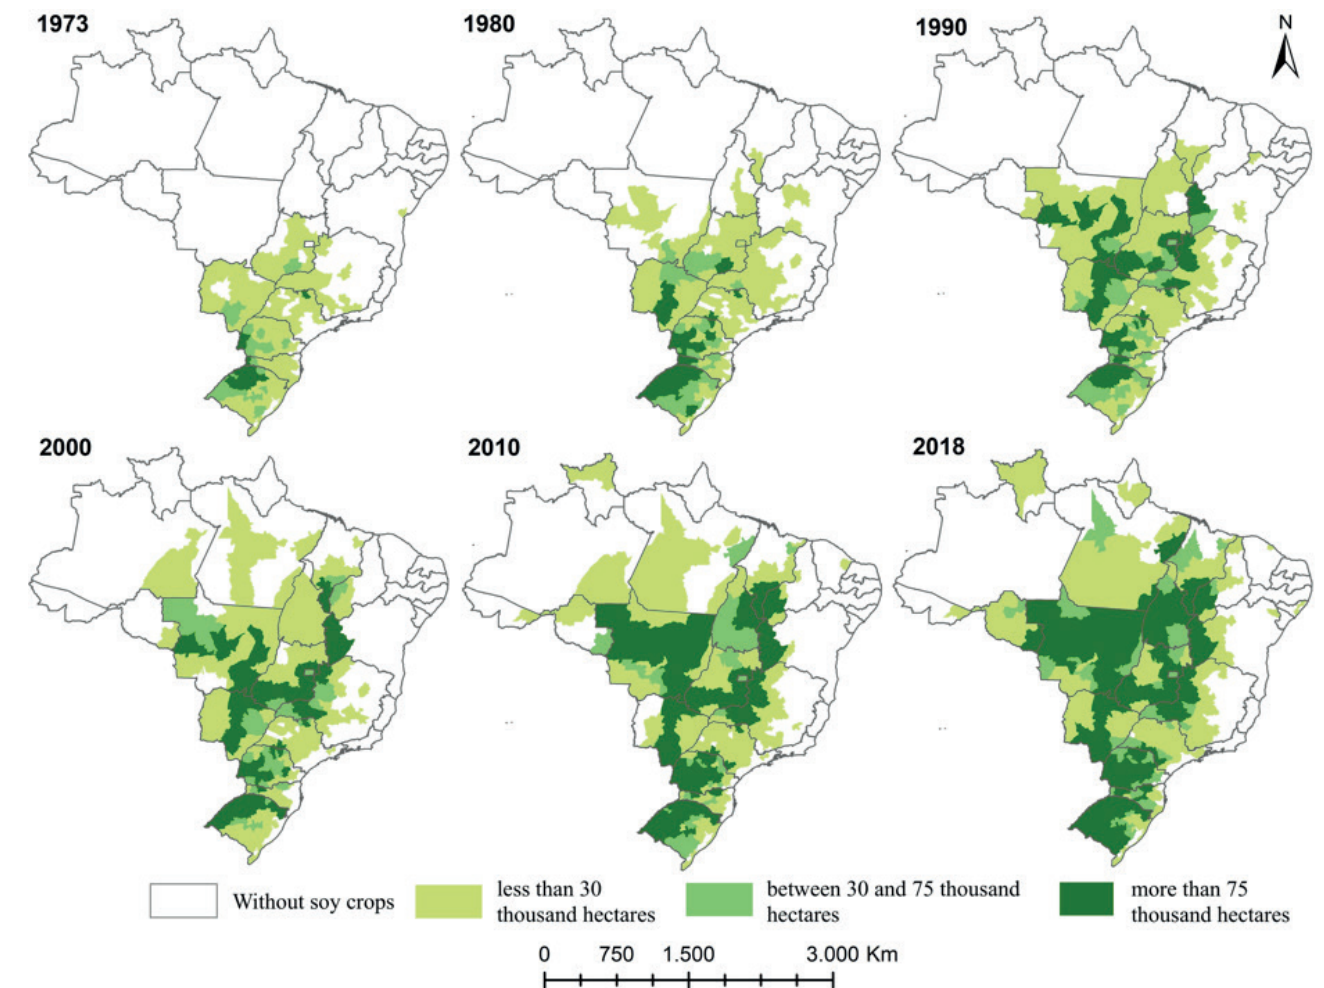 1973
1980
1990
N
2000
2010
2018
Without soy crops
less than 30
thousand hectares
between 30 and 75 thousand
hectares
more than 75
thousand hectares
0 750 1.500 3.000 Km